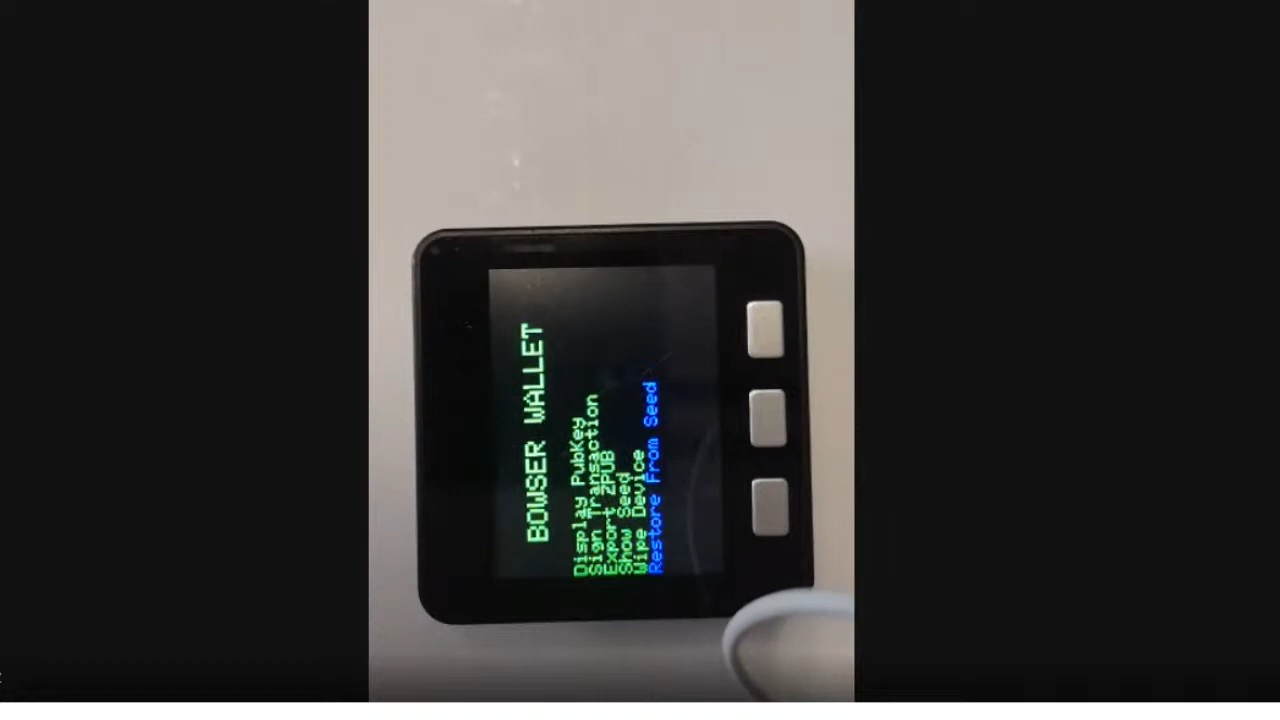 BOWSER WALLET
Display PubKey
Sign Transaction
Export ZPUB
Show Seed
Wipe Device
Restore From Seed